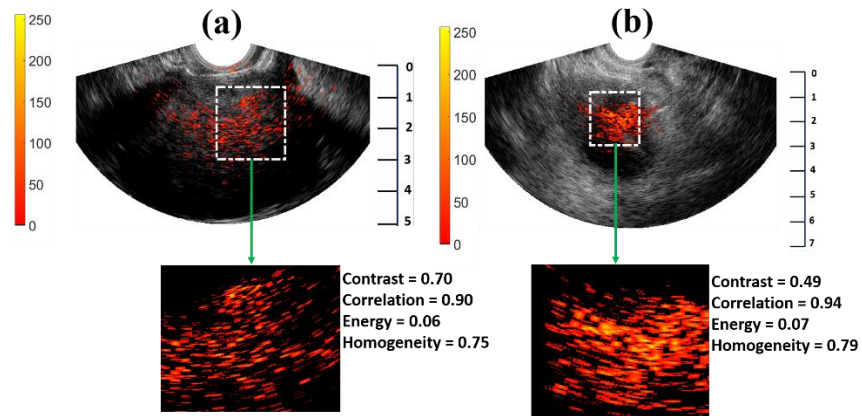 (a)
250
200
150
100
50
0
0
1
2
3
4
5
Contrast = 0.70
Correlation = 0.90
Energy = 0.06
Homogeneity = 0.75
(b)
250
200
150
100
50
0
0
1
2
3
4
5
6
7
Contrast = 0.49
Correlation = 0.94
Energy = 0.07
Homogeneity = 0.79